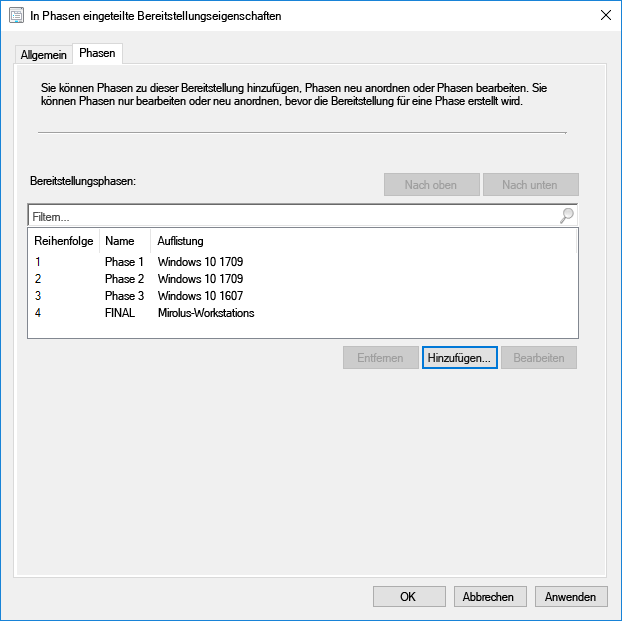 In Phasen eingeteilte Bereitstellungseigenschaften
Allgemein Phasen
Sie können Phasen zu dieser Bereitstellung hinzufügen, Phasen neu anordnen oder Phasen bearbeiten. Sie
können Phasen nur bearbeiten oder neu anordnen, bevor die Bereitstellung für eine Phase erstellt wird.
Bereitstellungsphasen:
Nach oben Nach unten
Filtern...
Reihenfolge Name Auflistung
1 Phase 1 Windows 10 1709
2 Phase 2 Windows 10 1709
3 Phase 3 Windows 10 1607
4 FINAL Mirolus-Workstations
Entfernen Hinzufügen... Bearbeiten
OK Abbrechen Anwenden